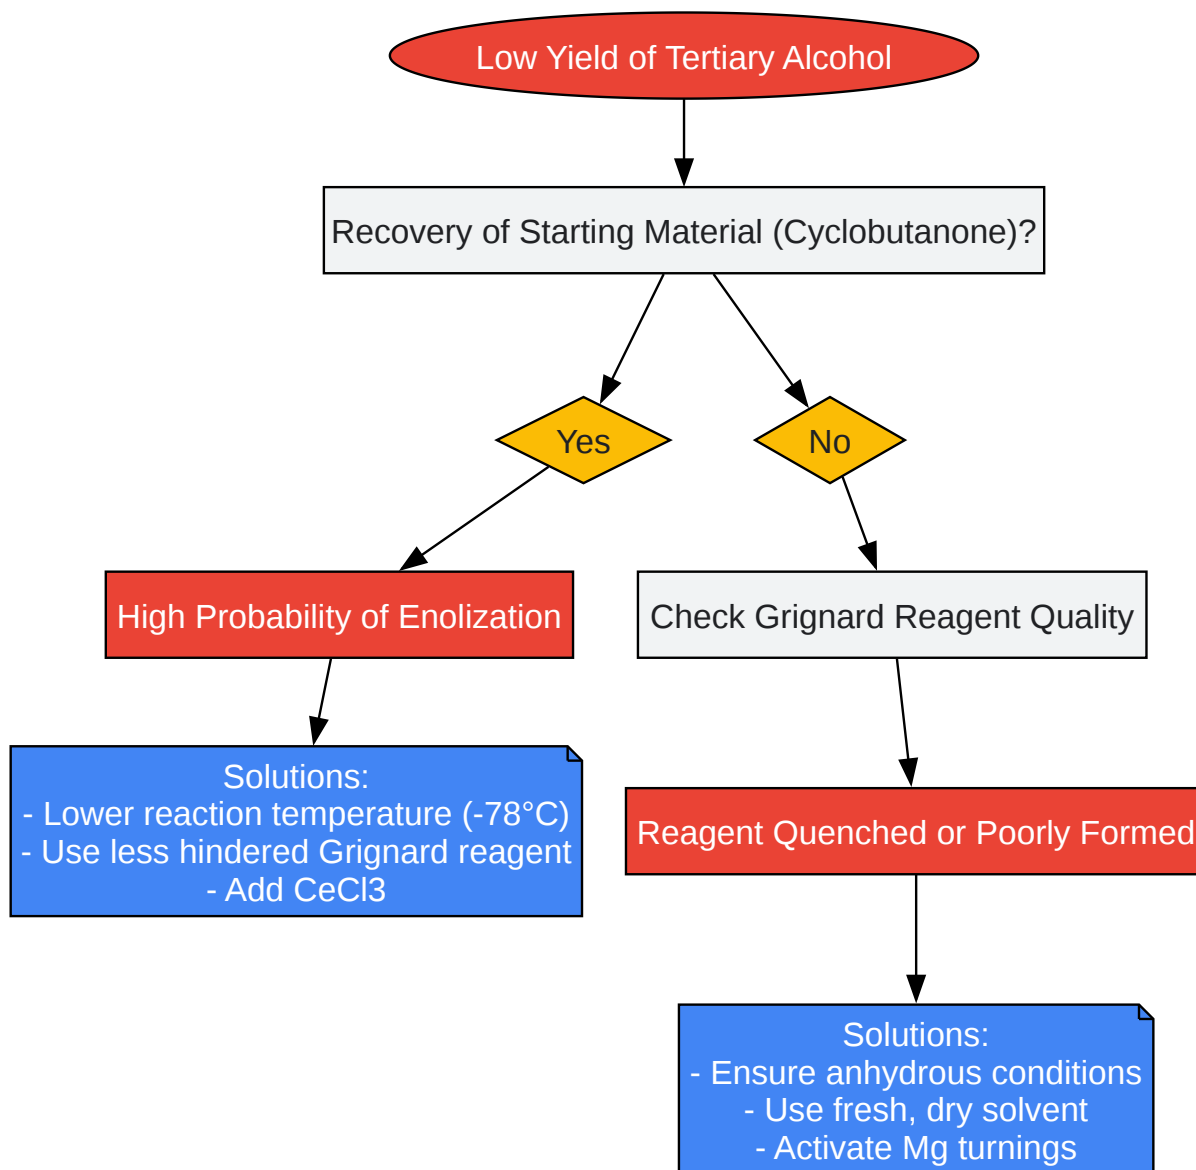 Low Yield of Tertiary Alcohol
Recovery of Starting Material (Cyclobutanone)?
Yes
No
High Probability of Enolization
Check Grignard Reagent Quality
Solutions:
- Lower reaction temperature (-78°C)
- Use less hindered Grignard reagent
- Add CeCl3
Reagent Quenched or Poorly Formed
Solutions:
- Ensure anhydrous conditions
- Use fresh, dry solvent
- Activate Mg turnings